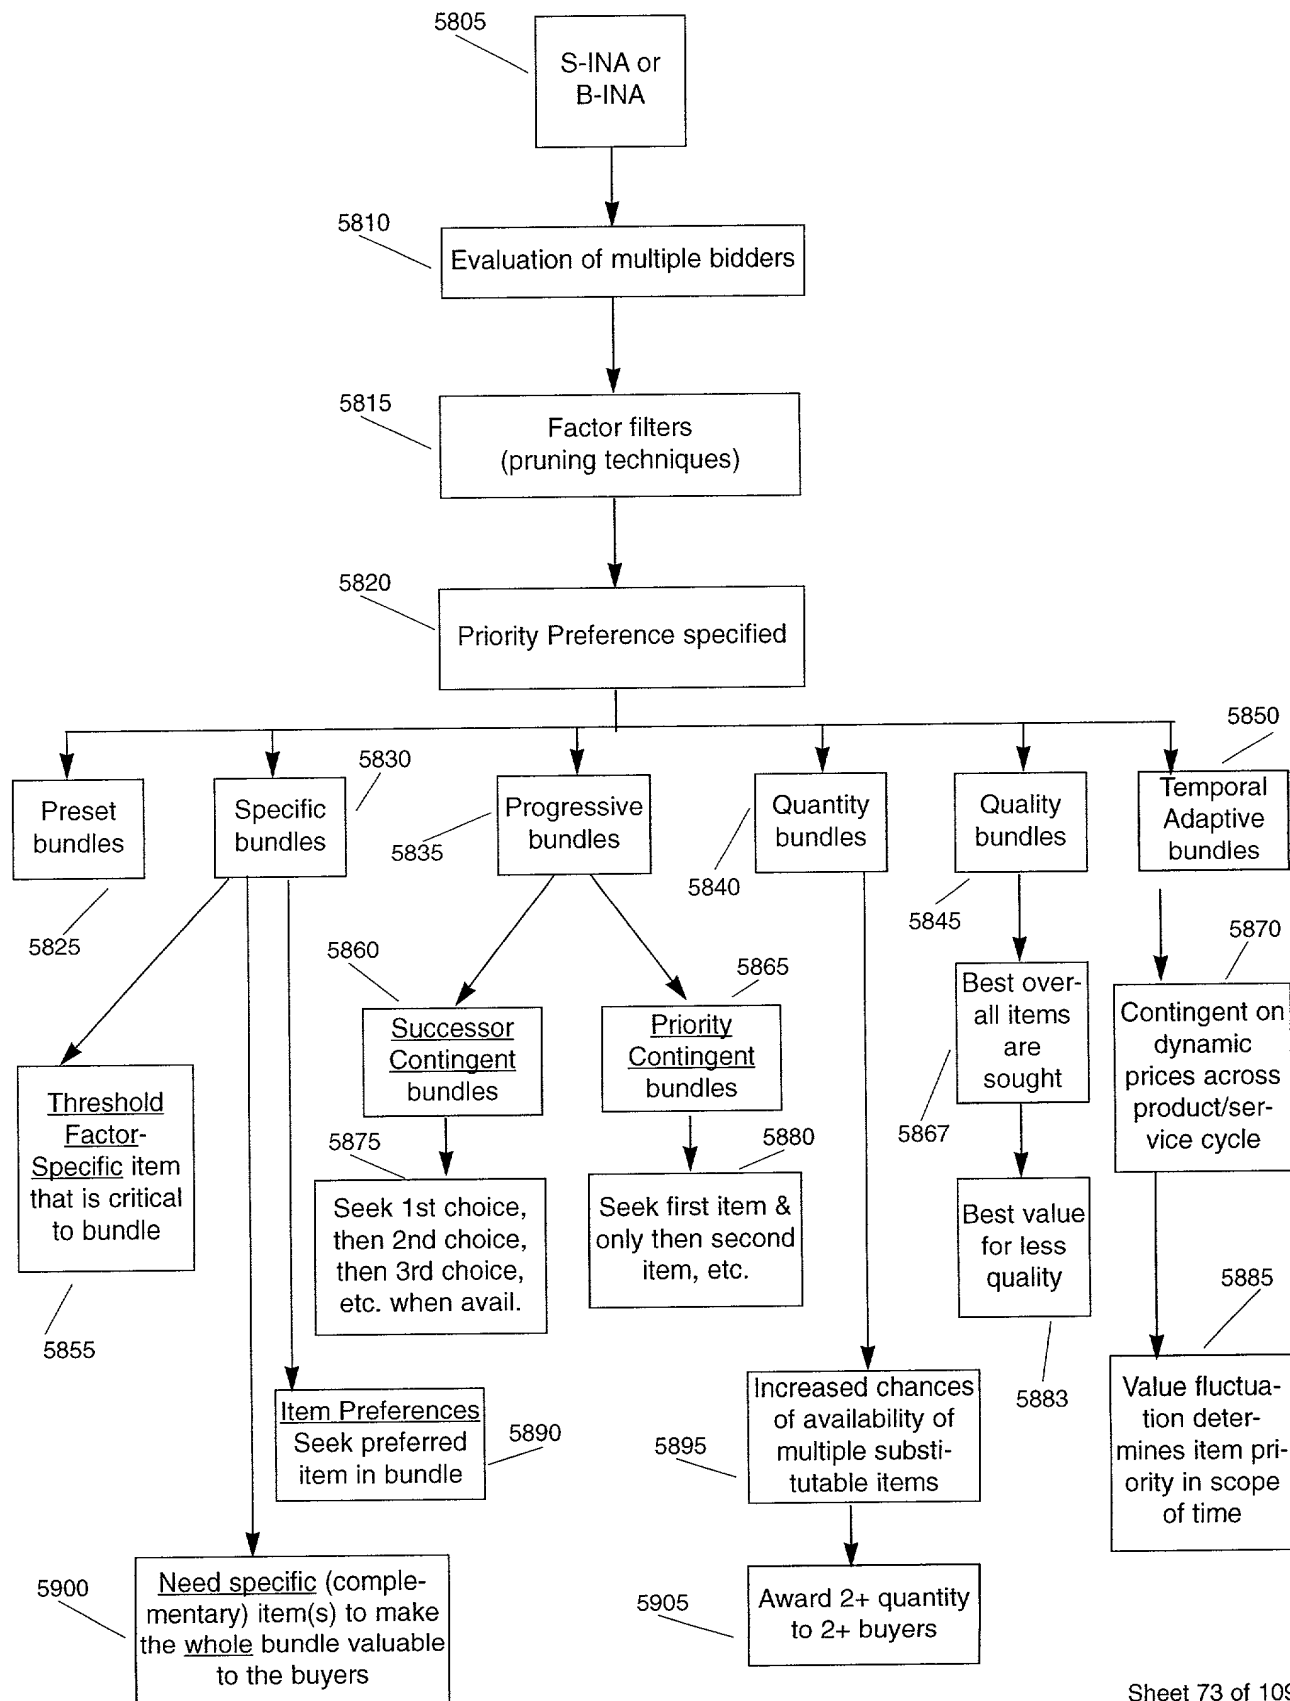 5805
S-INA or
B-INA
5810
Evaluation of multiple bidders
5815
Factor filters
(pruning techniques)
5820
Priority Preference specified
5850
5830
5835
5840
5845
5825
Preset
bundles
Specific
bundles
Progressive
bundles
Quantity
bundles
Quality
bundles
Temporal
Adaptive
bundles
5860
5865
5867
5870
Threshold
Factor-
Specific item
that is critical
to bundle
5855
Successor
Contingent
bundles
Priority
Contingent
bundles
Best over-
all items
are
sought
Contingent on
dynamic
prices across
product/ser-
vice cycle
5875
Seek 1st choice,
then 2nd choice,
then 3rd choice,
etc. when avail.
5880
Seek first item &
only then second
item, etc.
Best value
for less
quality
5883
5885
Value fluctua-
tion deter-
mines item pri-
ority in scope
of time
Item Preferences
Seek preferred
item in bundle
5890
5895
Increased chances
of availability of
multiple substi-
tutable items
5900
Need specific (comple-
mentary) item(s) to make
the whole bundle valuable
to the buyers
5905
Award 2+ quantity
to 2+ buyers
Sheet 73 of 109